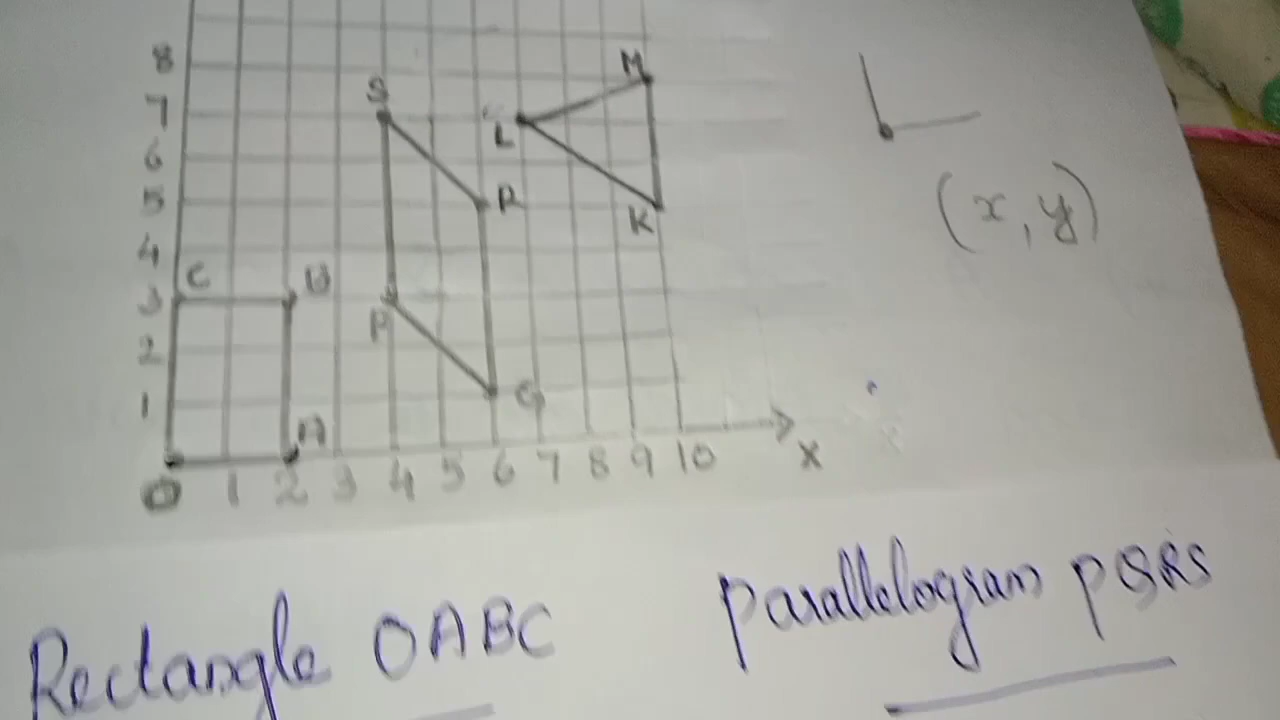 8
S M
7 L
6
5 R K
(x, y)
4
C B
3
P
2
1 Q
A
0 1 2 3 4 5 6 7 8 9 10 X
Rectangle OABC
parallelogram PQRS